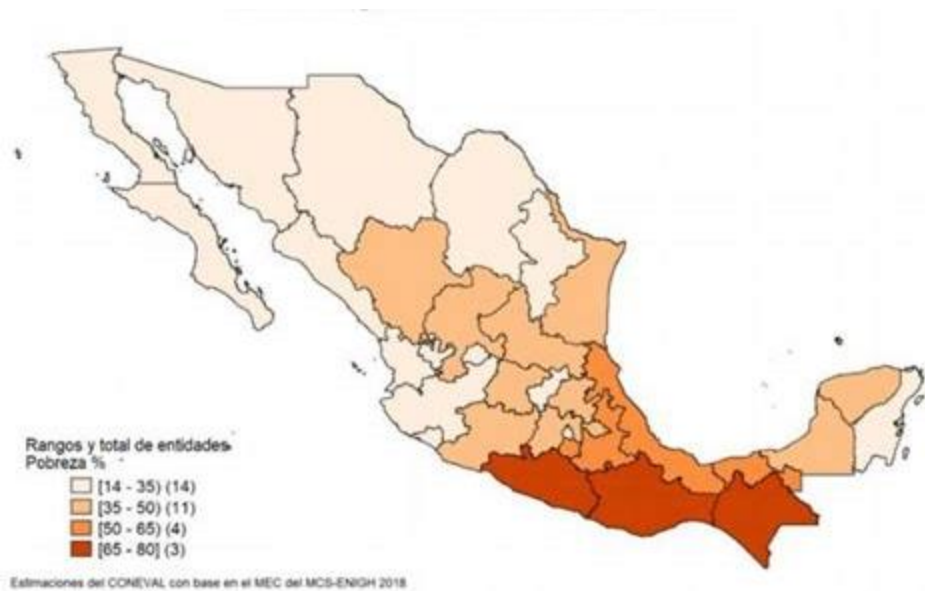 Rangos y total de entidades
Pobreza %
[14 - 35) (14)
[35 - 50) (11)
[50 - 65) (4)
[65 - 80] (3)
Estimaciones del CONEVAL con base en el MEC del MCS-ENIGH 2018